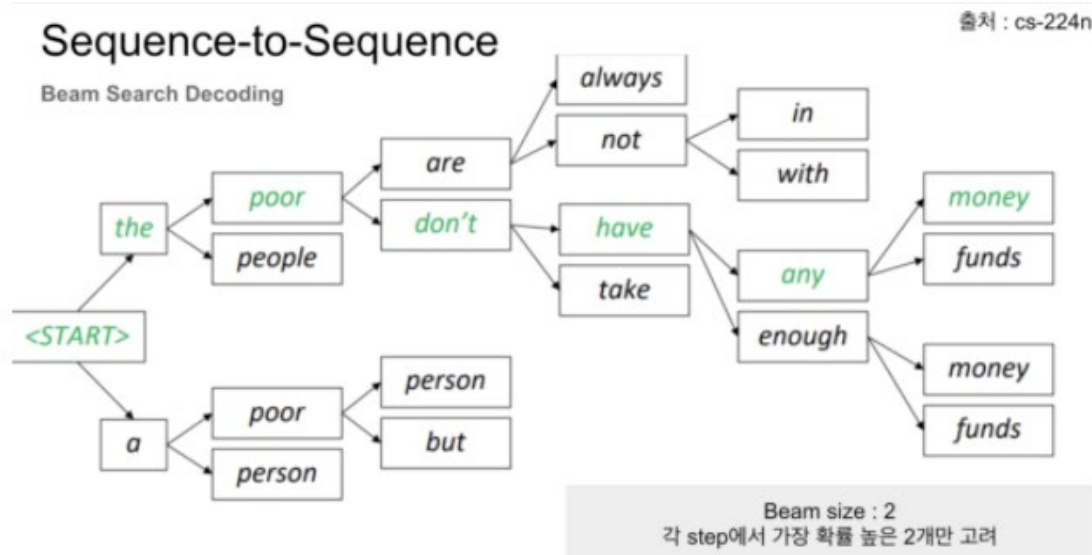 출처 : cs-224n
Sequence-to-Sequence
Beam Search Decoding
always
in
not
are
with
poor
money
don't
have
the
people
any
funds
take
<START>
enough
person
money
poor
a
but
funds
person
Beam size : 2
각 step에서 가장 확률 높은 2개만 고려